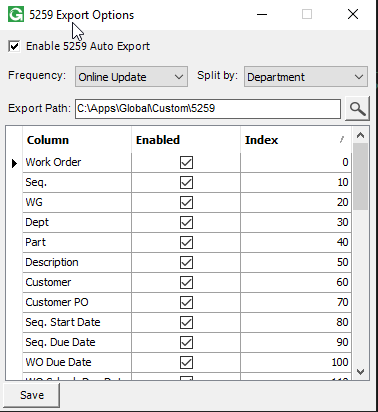 G 5259 Export Options
Enable 5259 Auto Export
Frequency: Online Update Split by: Department
Export Path: C:\Apps\Global\Custom\5259
Column Enabled Index
Work Order 0
Seq. 10
WG 20
Dept 30
Part 40
Description 50
Customer 60
Customer PO 70
Seq. Start Date 80
Seq. Due Date 90
WO Due Date 100
Save